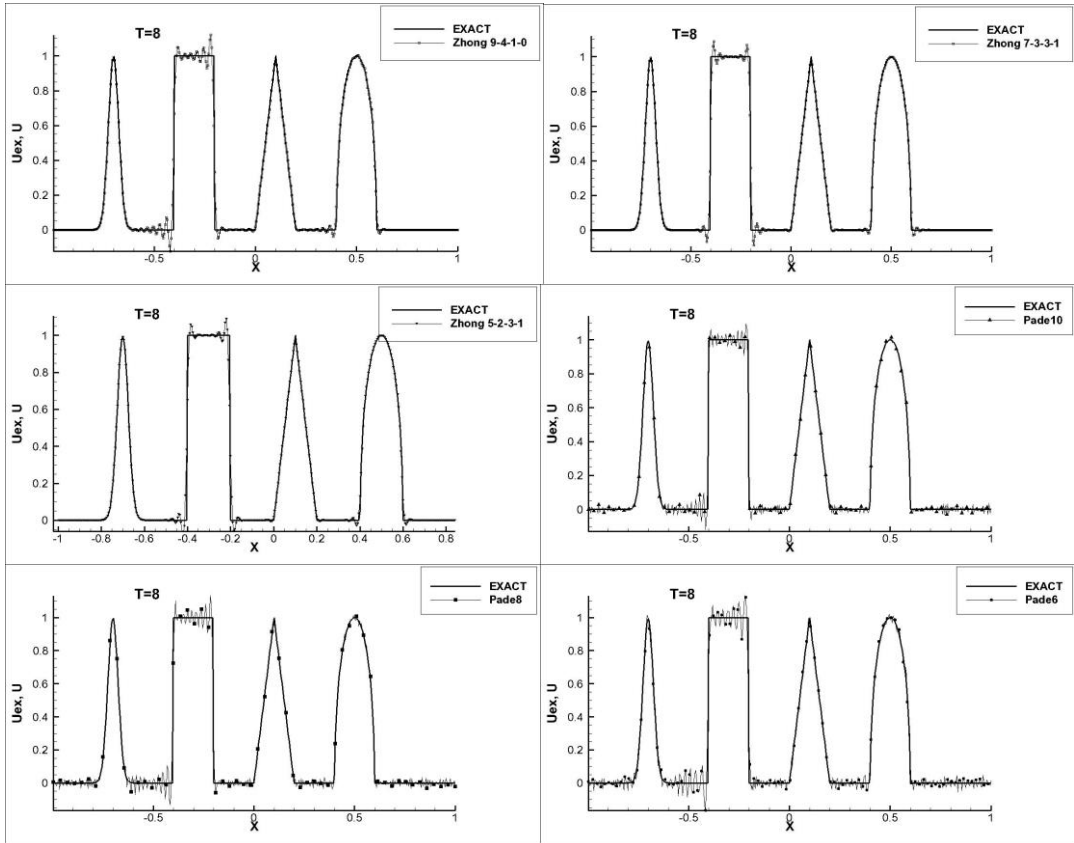 T=8
EXACT
Zhong 9-4-1-0
Uex, U
1
0.8
0.6
0.4
0.2
0
-0.5
0
0.5
1
X
T=8
EXACT
Zhong 7-3-3-1
Uex, U
1
0.8
0.6
0.4
0.2
0
-0.5
0
0.5
1
X
T=8
EXACT
Zhong 5-2-3-1
Uex, U
1
0.8
0.6
0.4
0.2
0
-1
-0.8
-0.6
-0.4
-0.2
0
0.2
0.4
0.6
0.8
X
T=8
EXACT
Pade10
Uex, U
1
0.8
0.6
0.4
0.2
0
-0.5
0
0.5
1
X
T=8
EXACT
Pade8
Uex, U
1
0.8
0.6
0.4
0.2
0
-0.5
0
0.5
1
X
T=8
EXACT
Pade6
Uex, U
1
0.8
0.6
0.4
0.2
0
-0.5
0
0.5
1
X